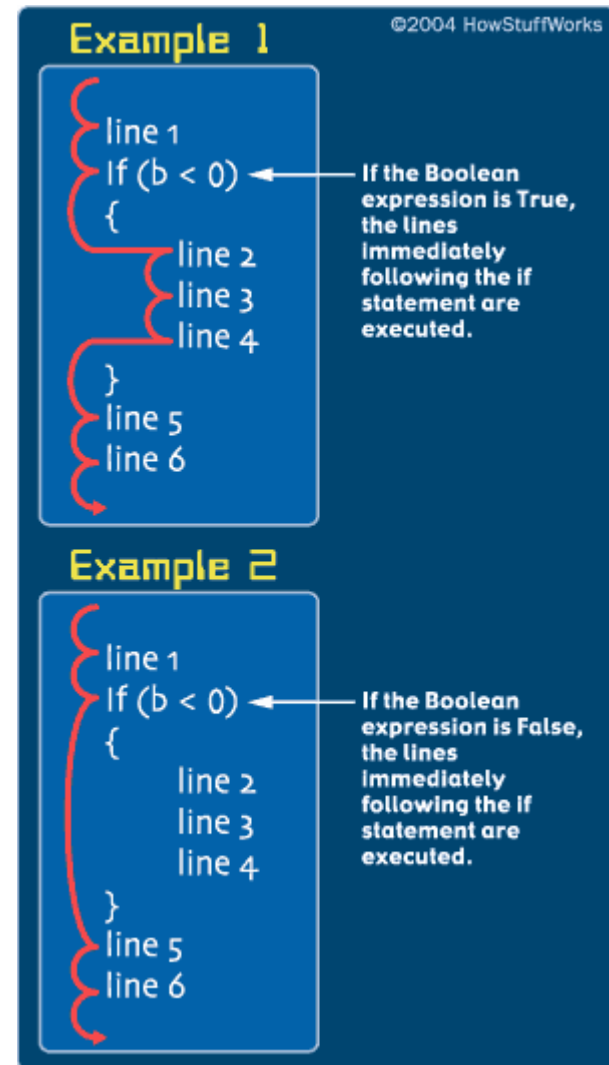 ©2004 HowStuffWorks
Example 1
line 1
If (b < 0)
{
line 2
line 3
line 4
}
line 5
line 6
If the Boolean
expression is True,
the lines
immediately
following the if
statement are
executed.
Example 2
line 1
If (b < 0)
{
line 2
line 3
line 4
}
line 5
line 6
If the Boolean
expression is False,
the lines
immediately
following the if
statement are
executed.